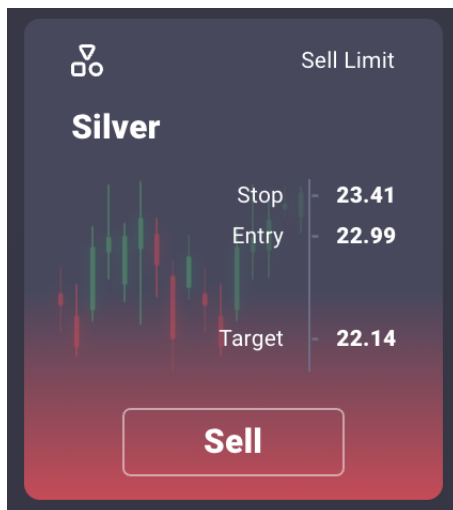 Sell Limit
Silver
Stop 23.41
Entry 22.99
Target 22.14
Sell